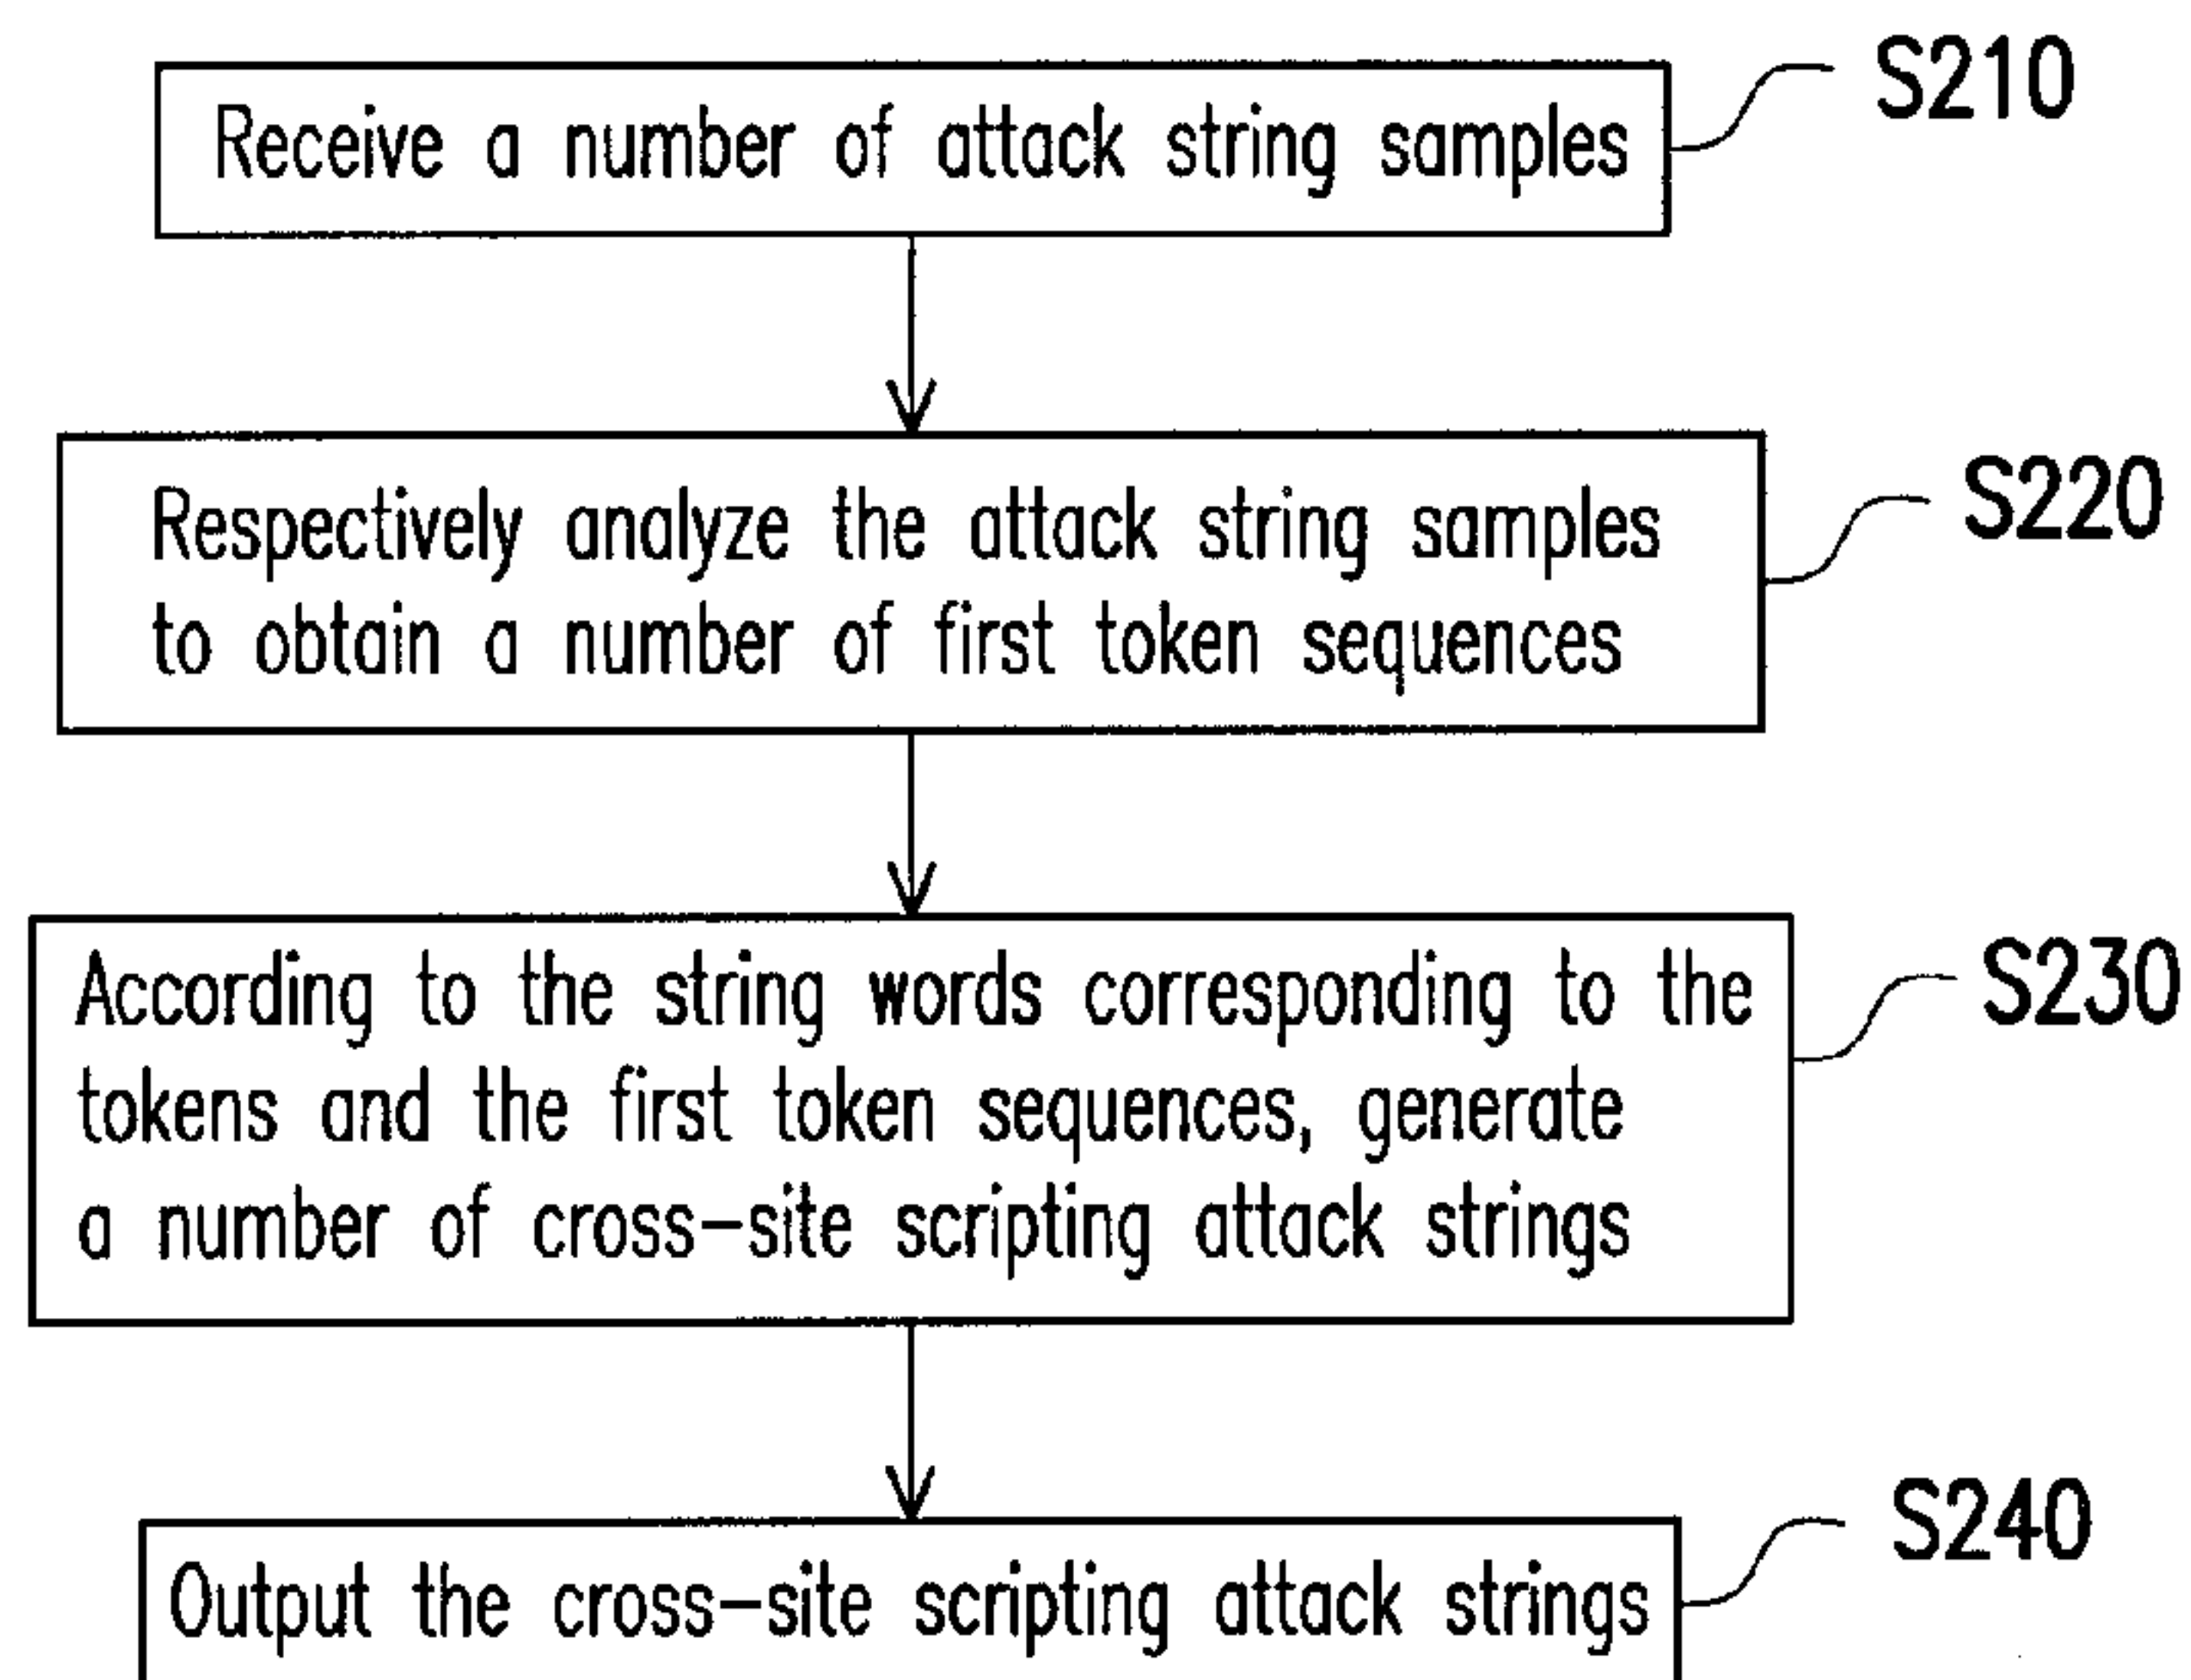 Receive a number of attack string samples
S210
Respectively analyze the attack string samples
to obtain a number of first token sequences
S220
According to the string words corresponding to the
tokens and the first token sequences, generate
a number of cross-site scripting attack strings
S230
Output the cross-site scripting attack strings
S240